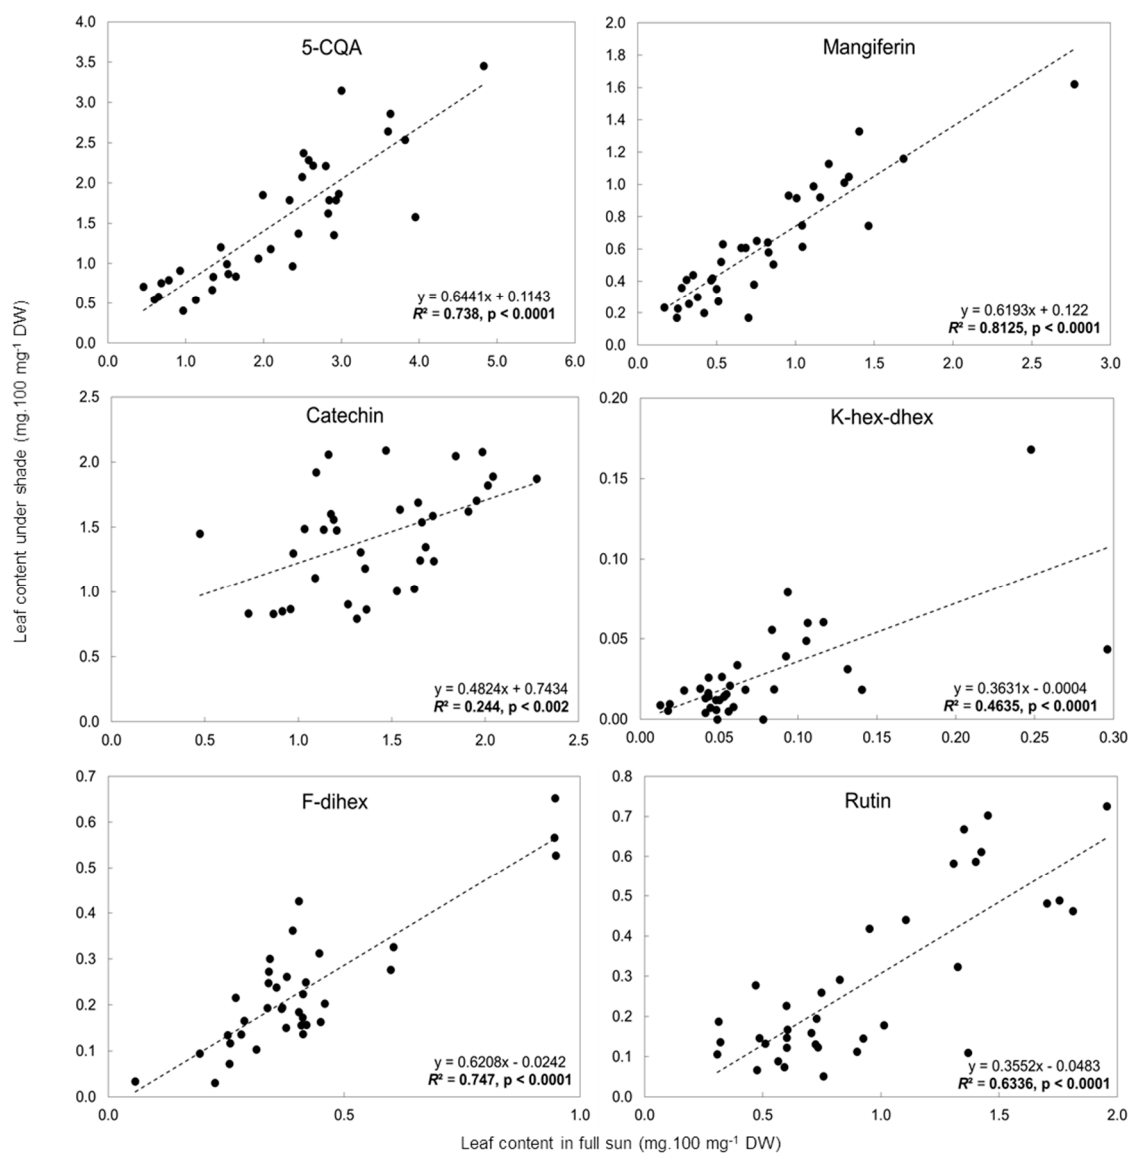 Leaf content under shade (mg.100 mg-1 DW)
5-CQA
4.0
3.5
3.0
2.5
2.0
1.5
1.0
0.5
0.0
y = 0.6441x + 0.1143
R² = 0.738, p < 0.0001
0.0 1.0 2.0 3.0 4.0 5.0 6.0
Mangiferin
2.0
1.8
1.6
1.4
1.2
1.0
0.8
0.6
0.4
0.2
0.0
y = 0.6193x + 0.122
R² = 0.8125, p < 0.0001
0.0 0.5 1.0 1.5 2.0 2.5 3.0
Catechin
2.5
2.0
1.5
1.0
0.5
0.0
y = 0.4824x + 0.7434
R² = 0.244, p < 0.002
0.0 0.5 1.0 1.5 2.0 2.5
K-hex-dhex
0.20
0.15
0.10
0.05
0.00
y = 0.3631x - 0.0004
R² = 0.4635, p < 0.0001
0.00 0.05 0.10 0.15 0.20 0.25 0.30
F-dihex
0.7
0.6
0.5
0.4
0.3
0.2
0.1
0.0
y = 0.6208x - 0.0242
R² = 0.747, p < 0.0001
0.0 0.5 1.0
Rutin
0.8
0.7
0.6
0.5
0.4
0.3
0.2
0.1
0.0
y = 0.3552x - 0.0483
R² = 0.6336, p < 0.0001
0.0 0.5 1.0 1.5 2.0
Leaf content in full sun (mg.100 mg-1 DW)